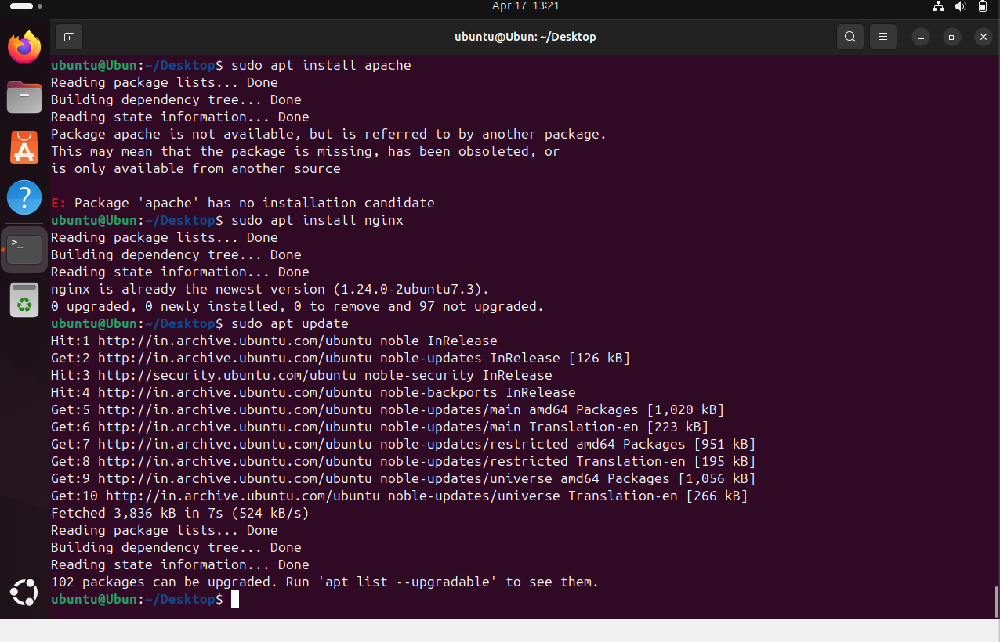 Apr 17 13:21
ubuntu@Ubun: ~/Desktop
ubuntu@Ubun:~/Desktop$ sudo apt install apache
Reading package lists... Done
Building dependency tree... Done
Reading state information... Done
Package apache is not available, but is referred to by another package.
This may mean that the package is missing, has been obsoleted, or
is only available from another source

E: Package 'apache' has no installation candidate
ubuntu@Ubun:~/Desktop$ sudo apt install nginx
Reading package lists... Done
Building dependency tree... Done
Reading state information... Done
nginx is already the newest version (1.24.0-2ubuntu7.3).
0 upgraded, 0 newly installed, 0 to remove and 97 not upgraded.
ubuntu@Ubun:~/Desktop$ sudo apt update
Hit:1 http://in.archive.ubuntu.com/ubuntu noble InRelease
Get:2 http://in.archive.ubuntu.com/ubuntu noble-updates InRelease [126 kB]
Hit:3 http://security.ubuntu.com/ubuntu noble-security InRelease
Hit:4 http://in.archive.ubuntu.com/ubuntu noble-backports InRelease
Get:5 http://in.archive.ubuntu.com/ubuntu noble-updates/main amd64 Packages [1,020 kB]
Get:6 http://in.archive.ubuntu.com/ubuntu noble-updates/main Translation-en [223 kB]
Get:7 http://in.archive.ubuntu.com/ubuntu noble-updates/restricted amd64 Packages [951 kB]
Get:8 http://in.archive.ubuntu.com/ubuntu noble-updates/restricted Translation-en [195 kB]
Get:9 http://in.archive.ubuntu.com/ubuntu noble-updates/universe amd64 Packages [1,056 kB]
Get:10 http://in.archive.ubuntu.com/ubuntu noble-updates/universe Translation-en [266 kB]
Fetched 3,836 kB in 7s (524 kB/s)
Reading package lists... Done
Building dependency tree... Done
Reading state information... Done
102 packages can be upgraded. Run 'apt list --upgradable' to see them.
ubuntu@Ubun:~/Desktop$